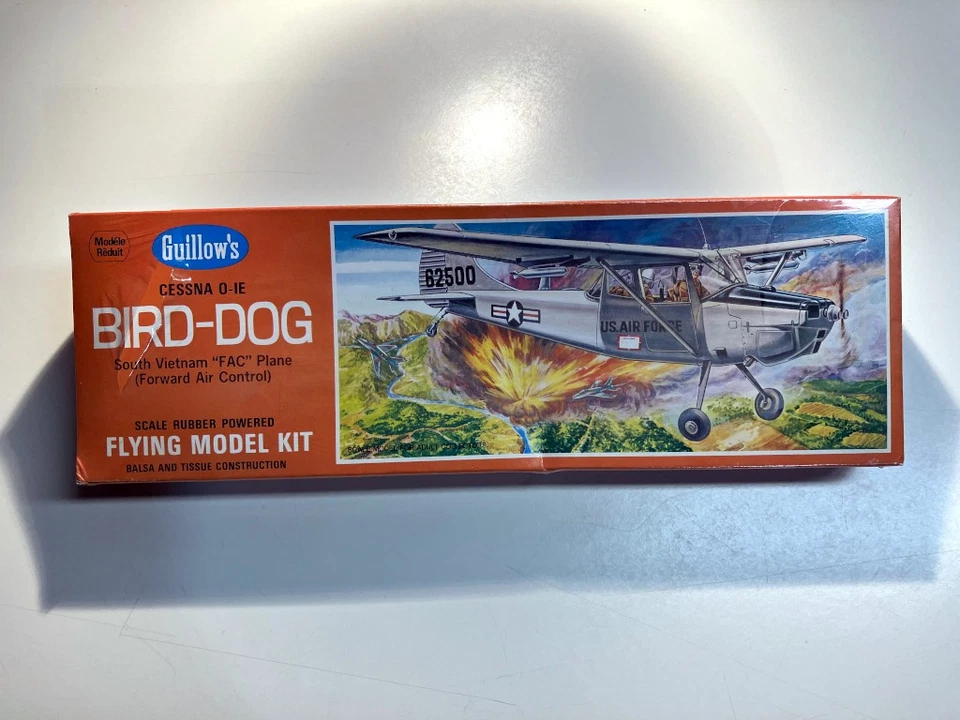 Modéle
Réduit
Guillow's
CESSNA O-IE
BIRD-DOG
South Vietnam "FAC" Plane
(Forward Air Control)
SCALE RUBBER POWERED
FLYING MODEL KIT
BALSA AND TISSUE CONSTRUCTION
62500
U.S. AIR FORCE